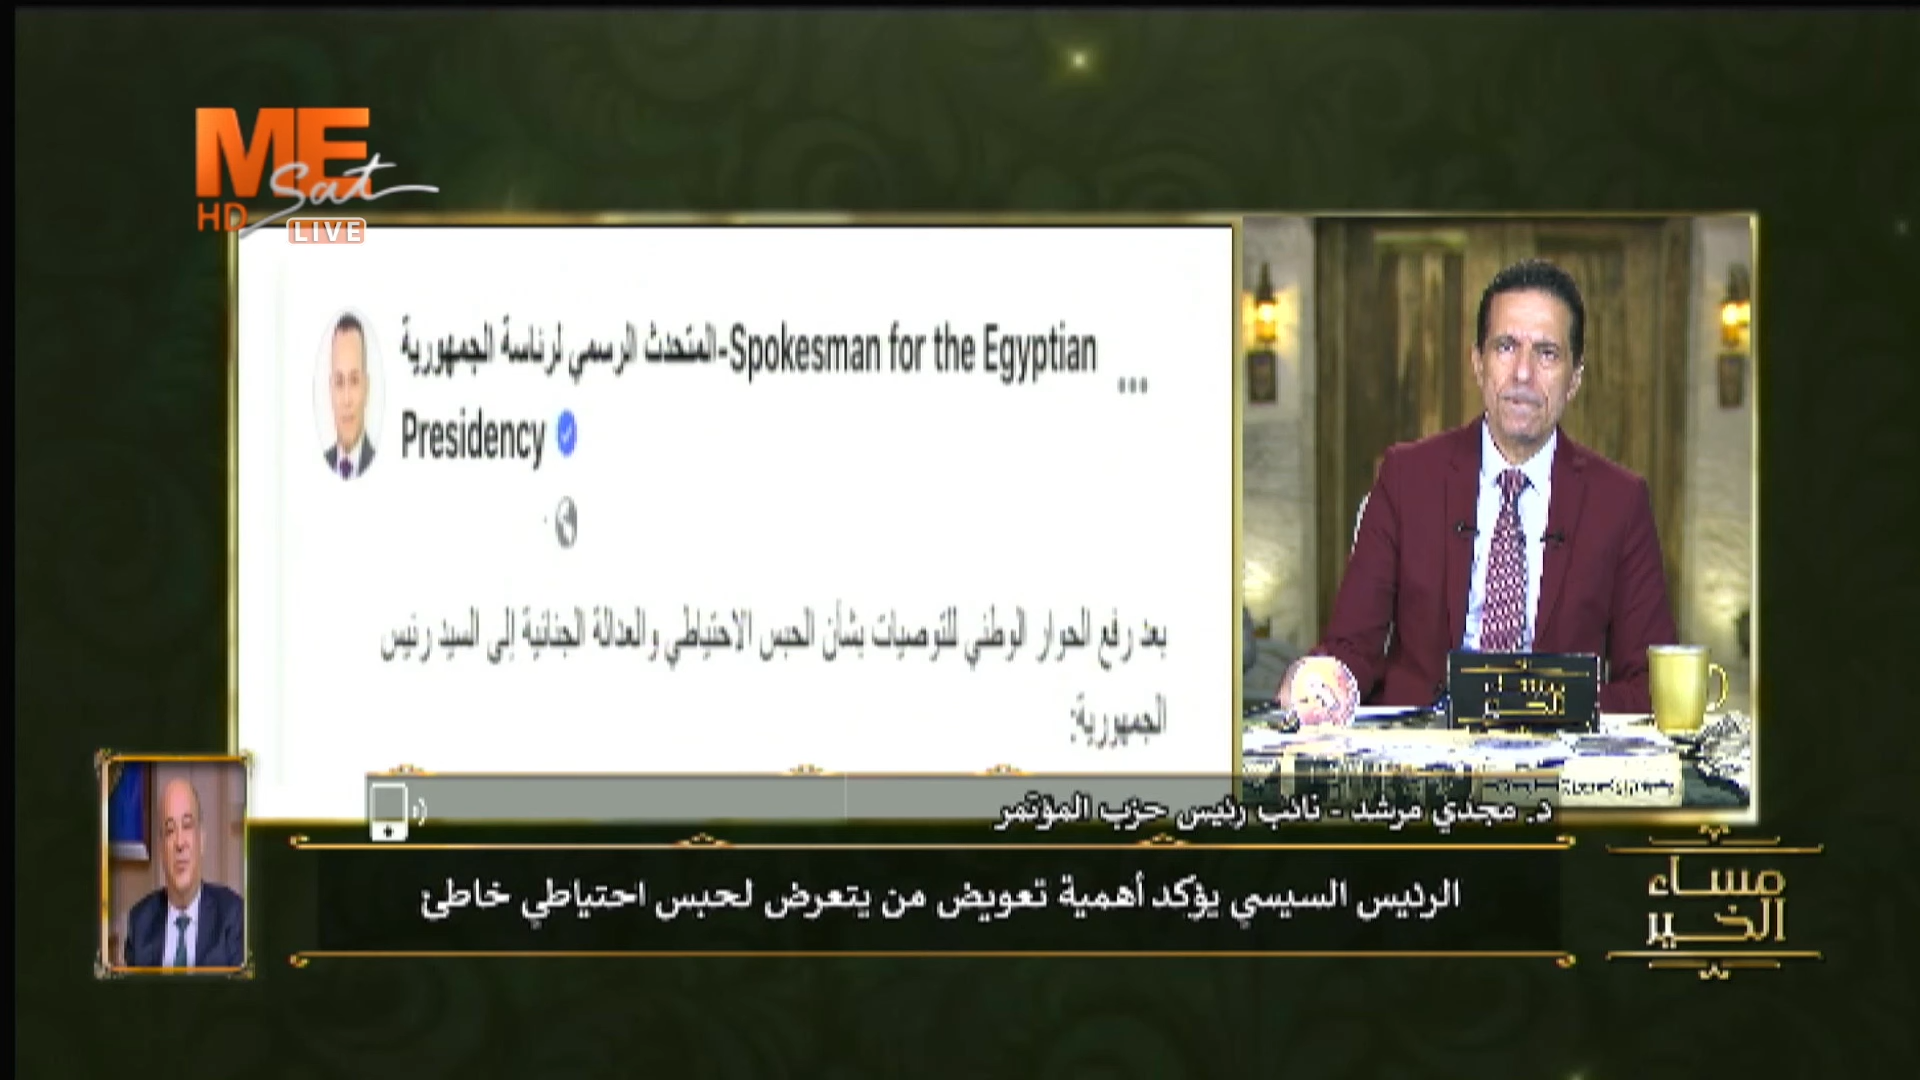 ME
Sat
HD
LIVE
المتحدث الرسمي لرئاسة الجمهورية-Spokesman for the Egyptian
Presidency
بعد رفع الحوار الوطني للتوصيات بشأن الحبس الاحتياطي والعدالة الجنائية إلى السيد رئيس
الجمهورية:
مساء
الخير
د. مجدي مرشد - نائب رئيس حزب المؤتمر
الرئيس السيسي يؤكد أهمية تعويض من يتعرض لحبس احتياطي خاطئ
مساء
الخير